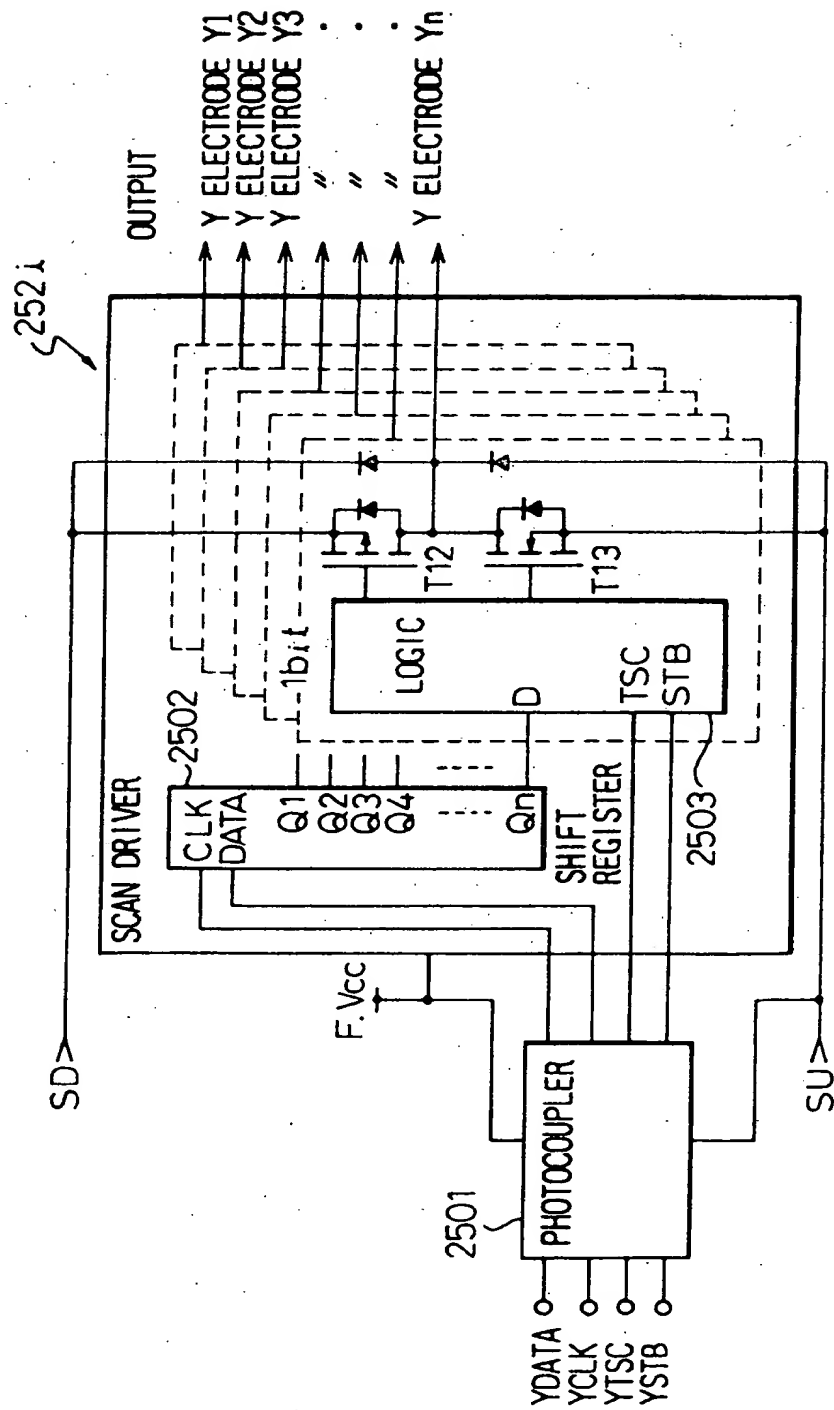 252i
OUTPUT
SD
SCAN DRIVER
2502
CLK
DATA
Q1
Q2
Q3
Q4
Qn
SHIFT
REGISTER
1bit
LOGIC
D
TSC
STB
2503
T12
T13
Y ELECTRODE Y1
Y ELECTRODE Y2
Y ELECTRODE Y3
〃 .
〃 .
〃 .
Y ELECTRODE Yn
F.Vcc
2501
PHOTOCOUPLER
YDATA
YCLK
YTSC
YSTB
SU